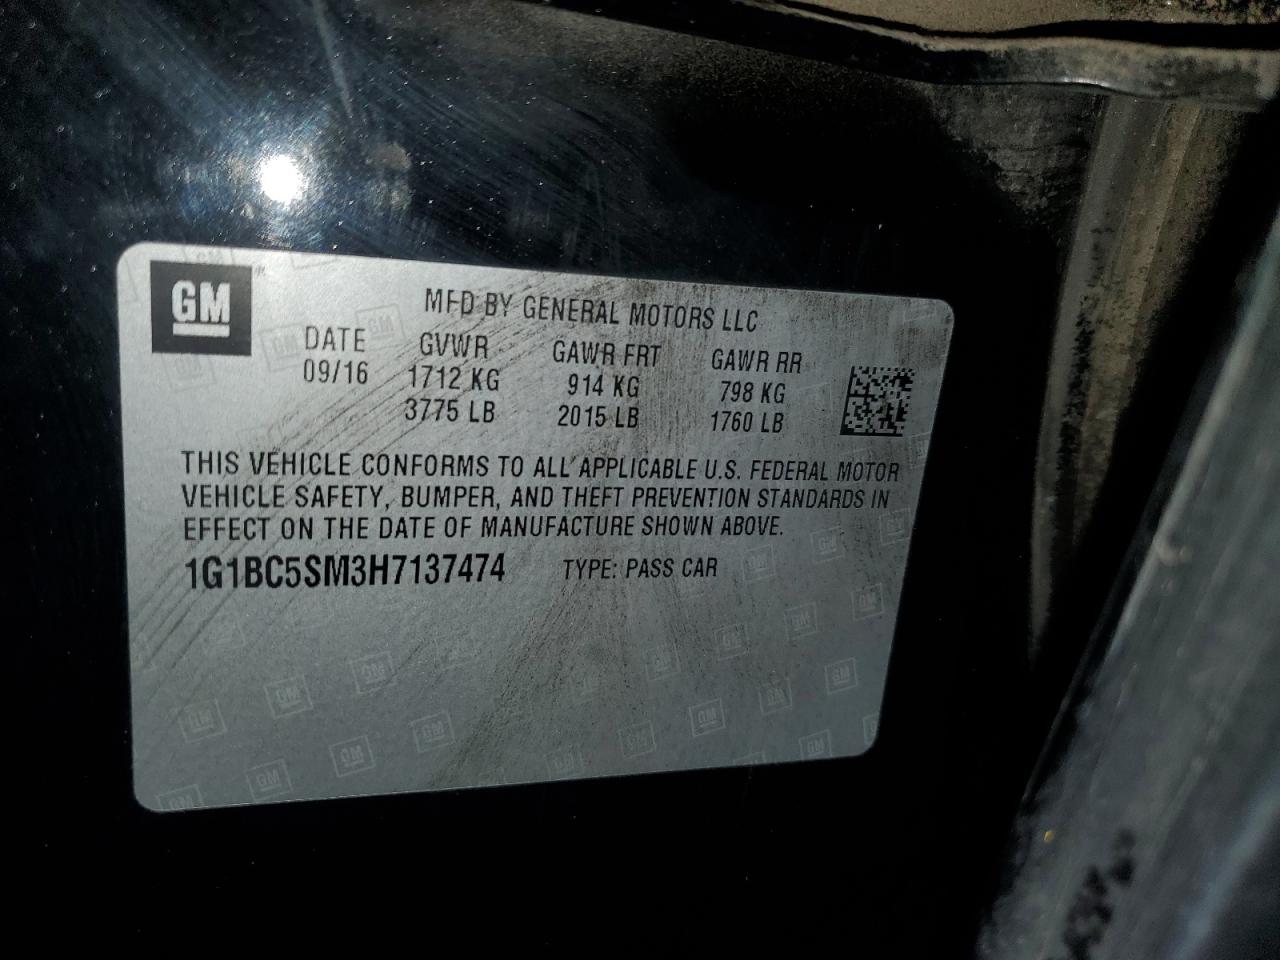 GM®
MFD BY GENERAL MOTORS LLC
DATE GVWR GAWR FRT GAWR RR
09/16 1712 KG 914 KG 798 KG
3775 LB 2015 LB 1760 LB
THIS VEHICLE CONFORMS TO ALL APPLICABLE U.S. FEDERAL MOTOR
VEHICLE SAFETY, BUMPER, AND THEFT PREVENTION STANDARDS IN
EFFECT ON THE DATE OF MANUFACTURE SHOWN ABOVE.
1G1BC5SM3H7137474 TYPE: PASS CAR